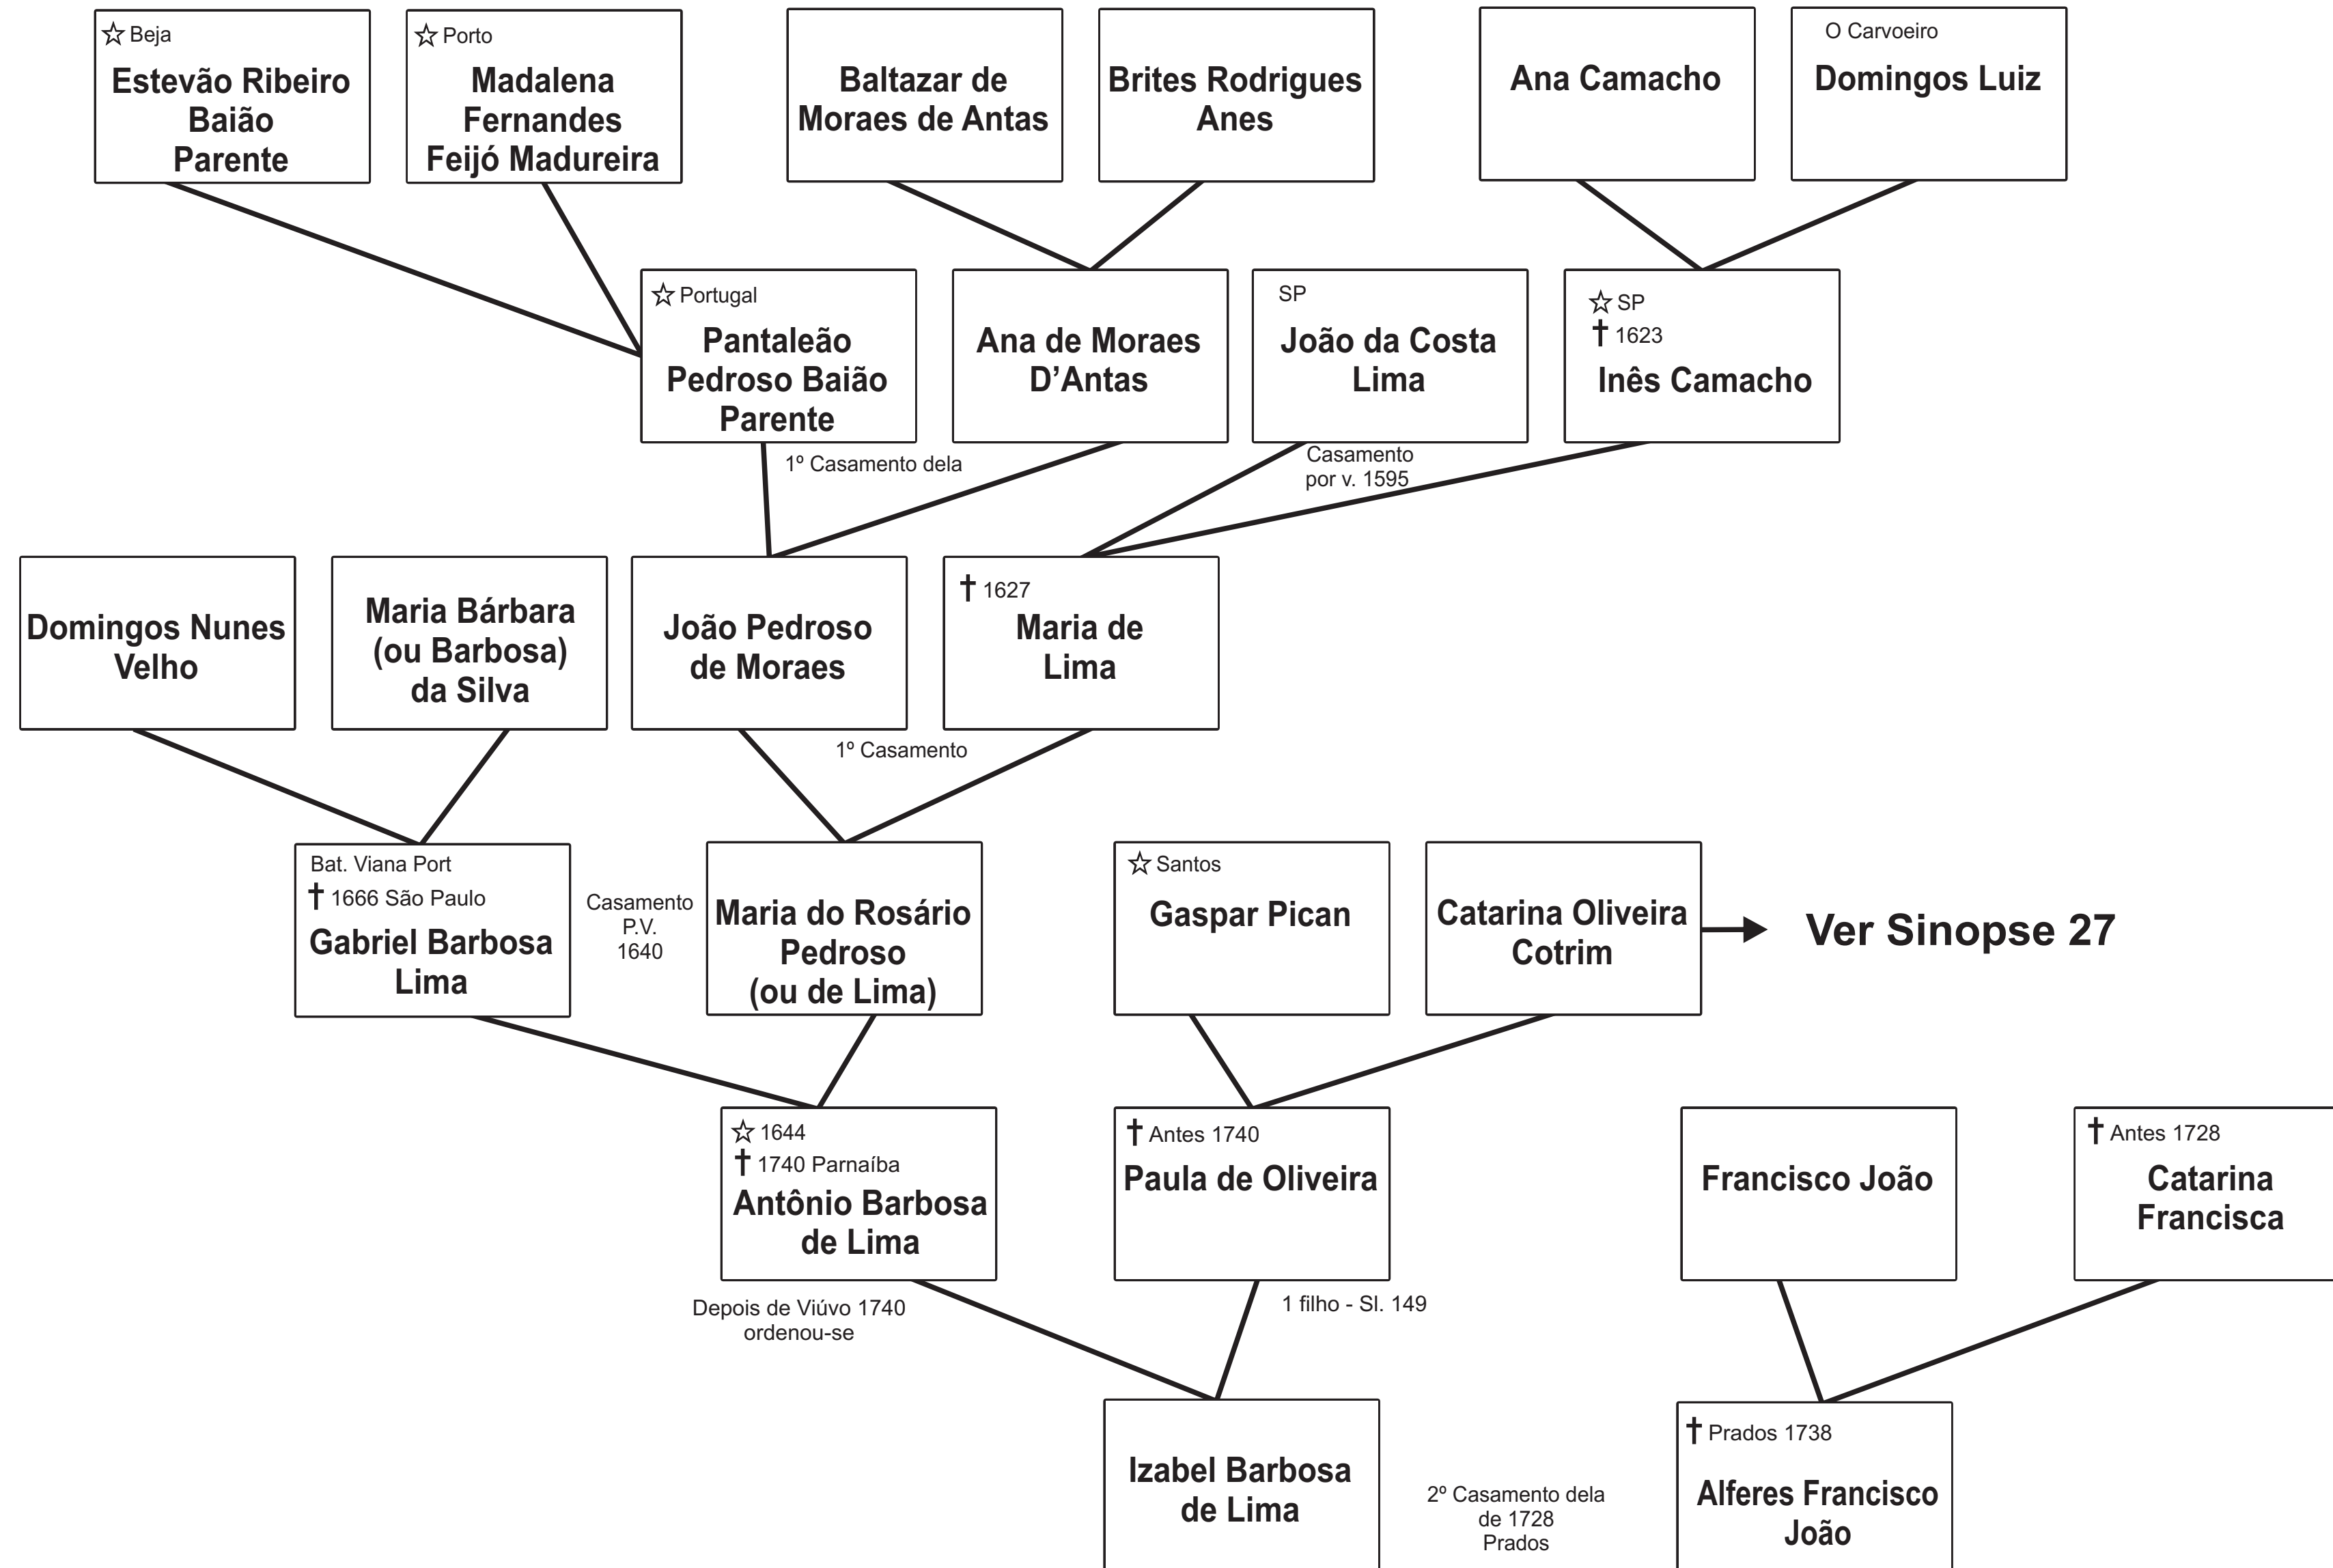 ☆ Beja
Estevão Ribeiro
Baião
Parente
☆ Porto
Madalena
Fernandes
Feijó Madureira
Baltazar de
Moraes de Antas
Brites Rodrigues
Anes
Ana Camacho
O Carvoeiro
Domingos Luiz
☆ Portugal
Pantaleão
Pedroso Baião
Parente
Ana de Moraes
D’Antas
SP
João da Costa
Lima
☆ SP
✝ 1623
Inês Camacho
1º Casamento dela
Casamento
por v. 1595
Domingos Nunes
Velho
Maria Bárbara
(ou Barbosa)
da Silva
João Pedroso
de Moraes
✝ 1627
Maria de
Lima
1º Casamento
Bat. Viana Port
✝ 1666 São Paulo
Gabriel Barbosa
Lima
Casamento
P.V.
1640
Maria do Rosário
Pedroso
(ou de Lima)
☆ Santos
Gaspar Pican
Catarina Oliveira
Cotrim
Ver Sinopse 27
☆ 1644
✝ 1740 Parnaíba
Antônio Barbosa
de Lima
✝ Antes 1740
Paula de Oliveira
Francisco João
✝ Antes 1728
Catarina
Francisca
Depois de Viúvo 1740
ordenou-se
1 filho - Sl. 149
Izabel Barbosa
de Lima
2º Casamento dela
de 1728
Prados
✝ Prados 1738
Alferes Francisco
João